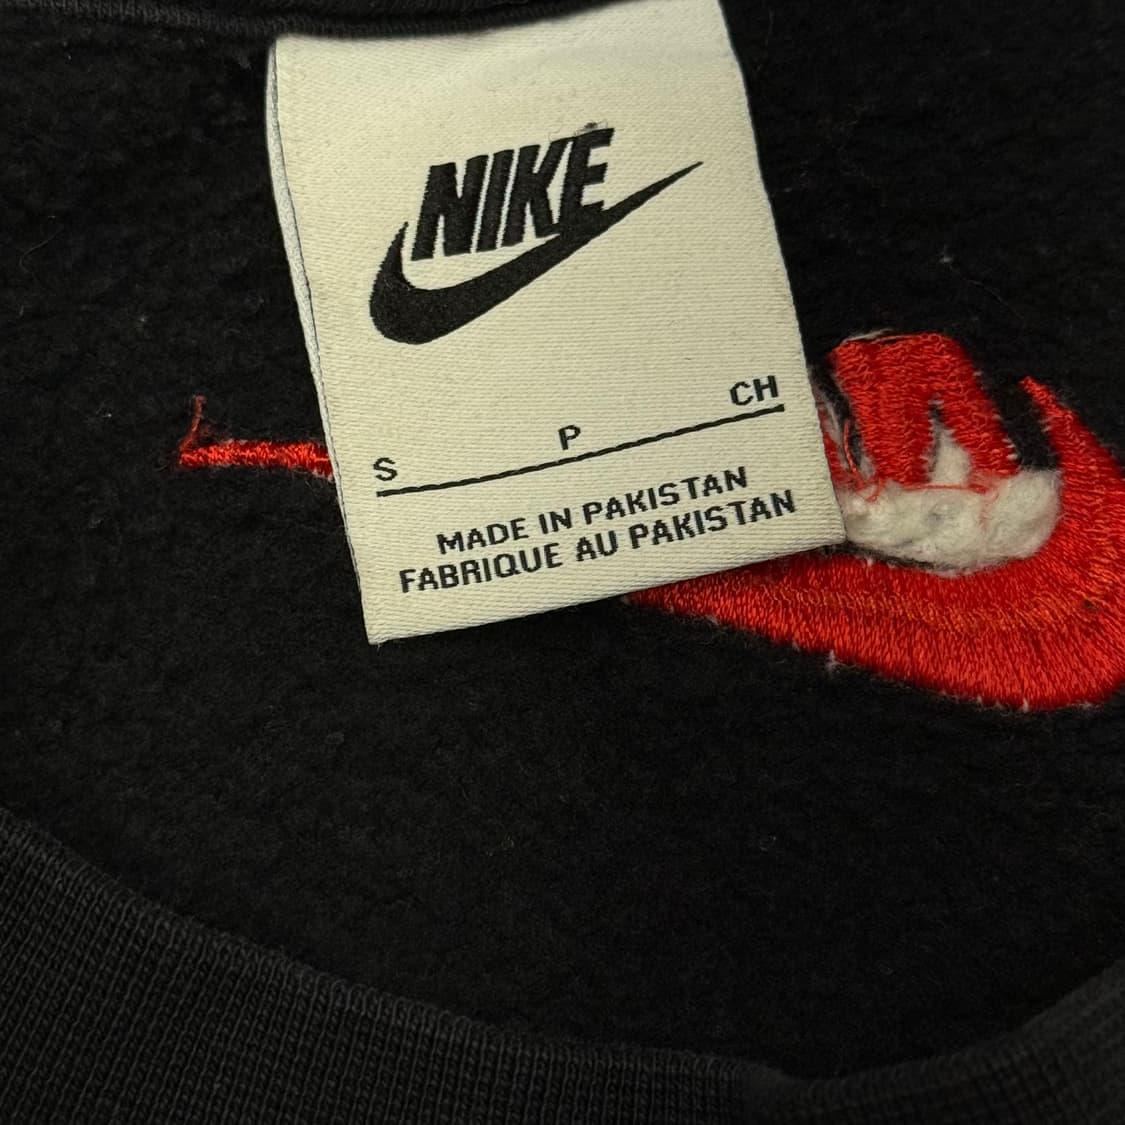 NIKE
S P CH
MADE IN PAKISTAN
FABRIQUE AU PAKISTAN